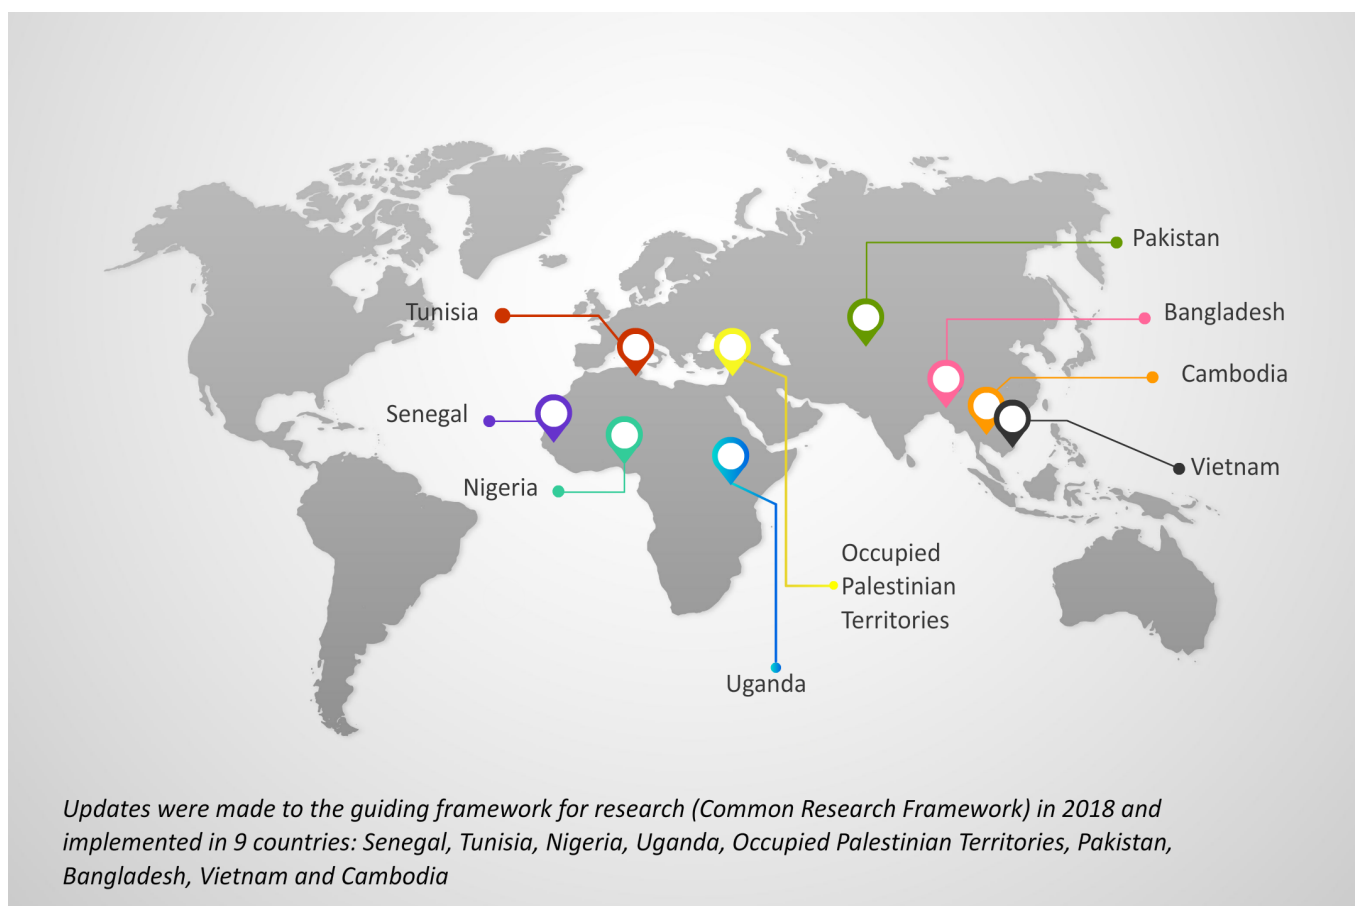 Pakistan
Tunisia
Bangladesh
Cambodia
Senegal
Vietnam
Nigeria
Occupied
Palestinian
Territories
Uganda
Updates were made to the guiding framework for research (Common Research Framework) in 2018 and
implemented in 9 countries: Senegal, Tunisia, Nigeria, Uganda, Occupied Palestinian Territories, Pakistan,
Bangladesh, Vietnam and Cambodia